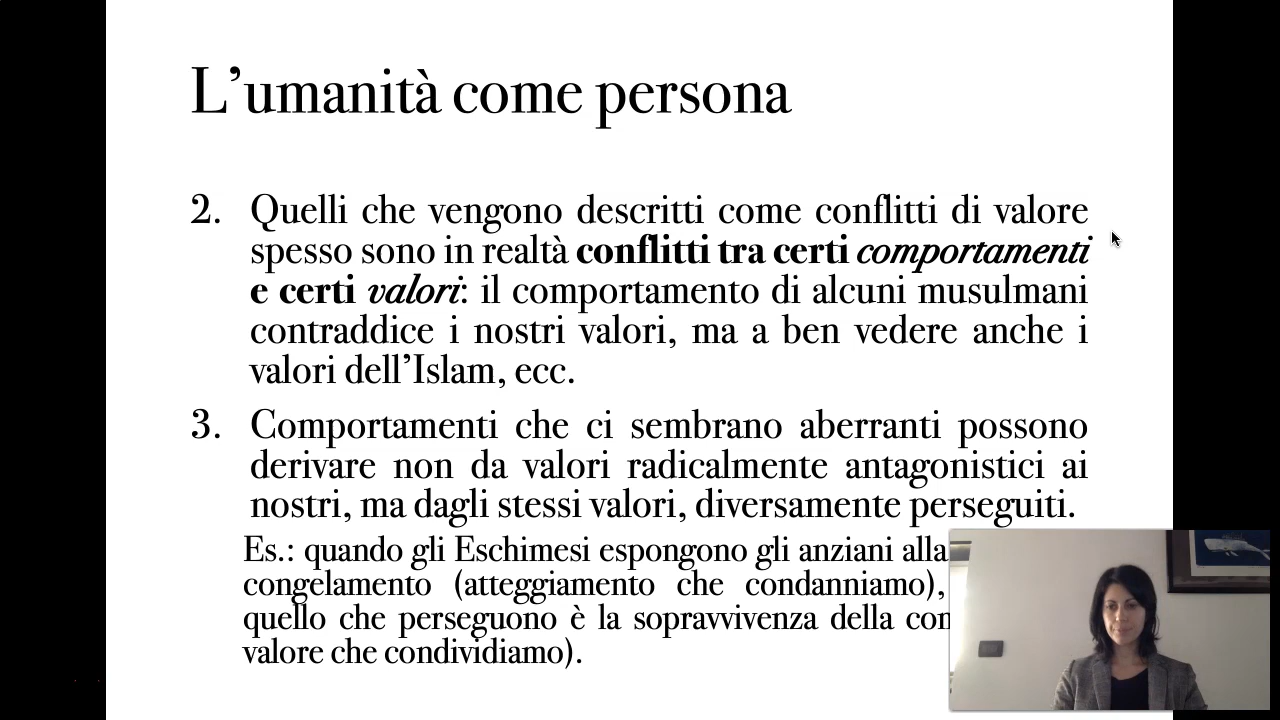 L’umanità come persona
2. Quelli che vengono descritti come conflitti di valore
spesso sono in realtà conflitti tra certi comportamenti
e certi valori: il comportamento di alcuni musulmani
contraddice i nostri valori, ma a ben vedere anche i
valori dell’Islam, ecc.
3. Comportamenti che ci sembrano aberranti possono
derivare non da valori radicalmente antagonistici ai
nostri, ma dagli stessi valori, diversamente perseguiti.
Es.: quando gli Eschimesi espongono gli anziani alla
congelamento (atteggiamento che condanniamo),
quello che perseguono è la sopravvivenza della
valore che condividiamo).